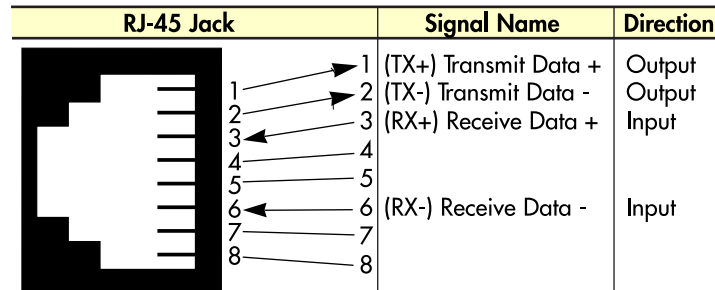 RJ-45 Jack Signal Name Direction
1 1 (TX+) Transmit Data + Output
2 2 (TX-) Transmit Data - Output
3 3 (RX+) Receive Data + Input
4 4
5 5
6 6 (RX-) Receive Data - Input
7 7
8 8